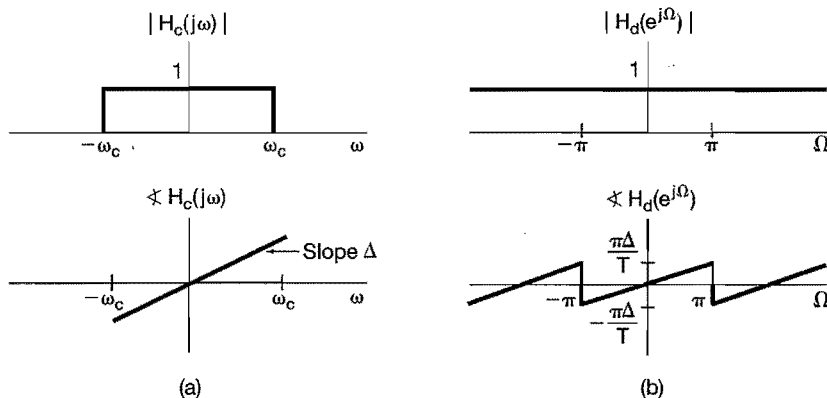 | H_c(jω) |
1
−ω_c ω_c ω
∢ H_c(jω)
Slope Δ
−ω_c ω_c ω
(a)
| H_d(e^{jΩ}) |
1
−π π Ω
∢ H_d(e^{jΩ})
πΔ/T
−π π Ω
−πΔ/T
(b)